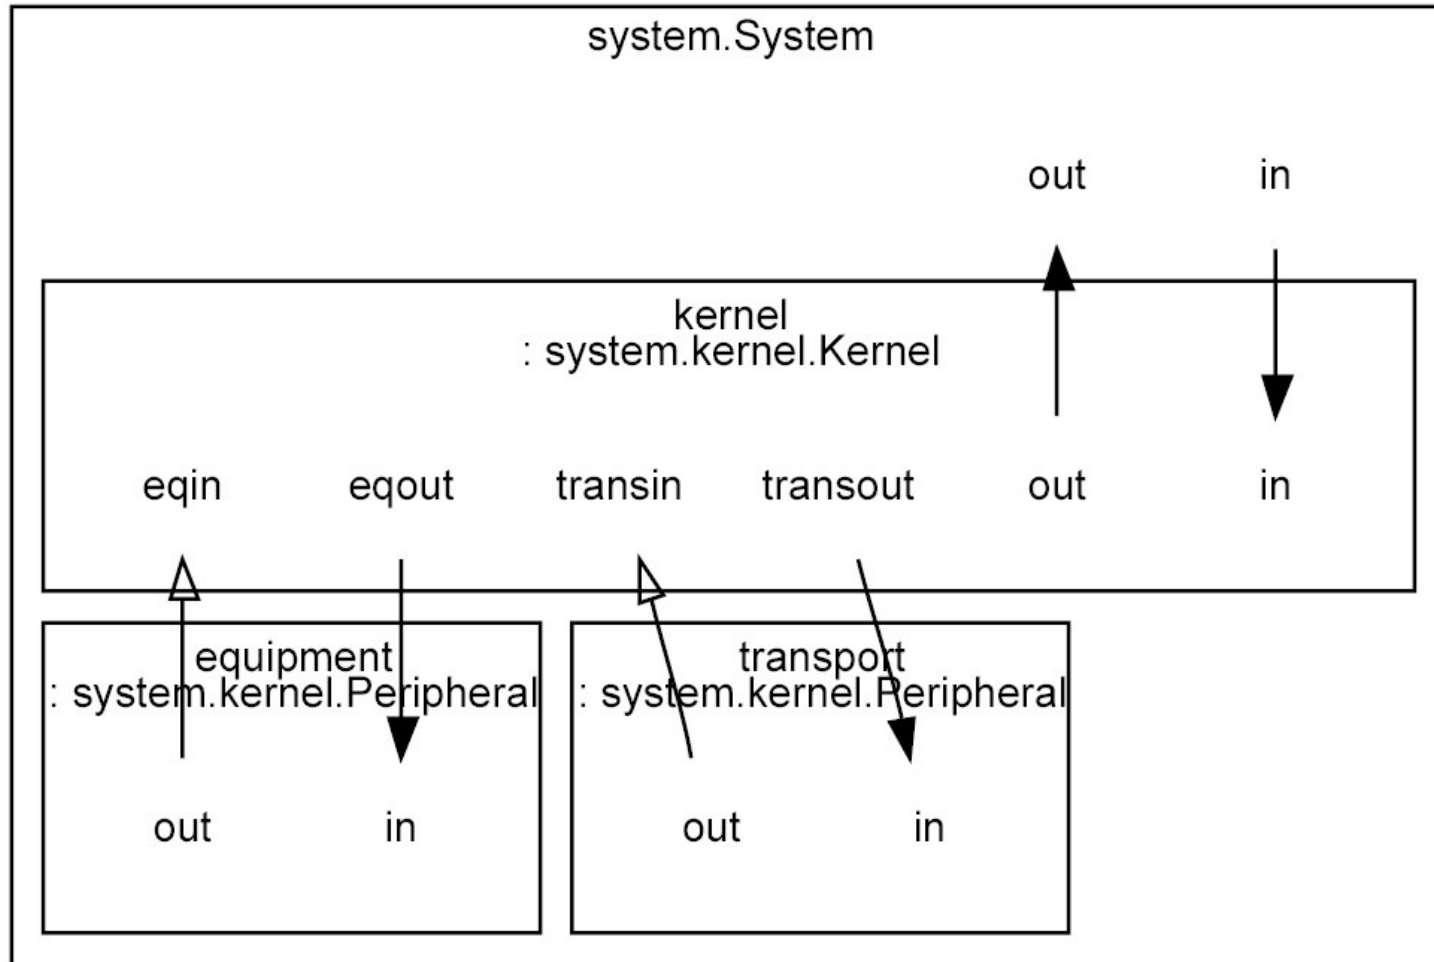 system.System
out in
kernel
: system.kernel.Kernel
eqin eqout transin transout out in
equipment
: system.kernel.Peripheral
out in
transport
: system.kernel.Peripheral
out in